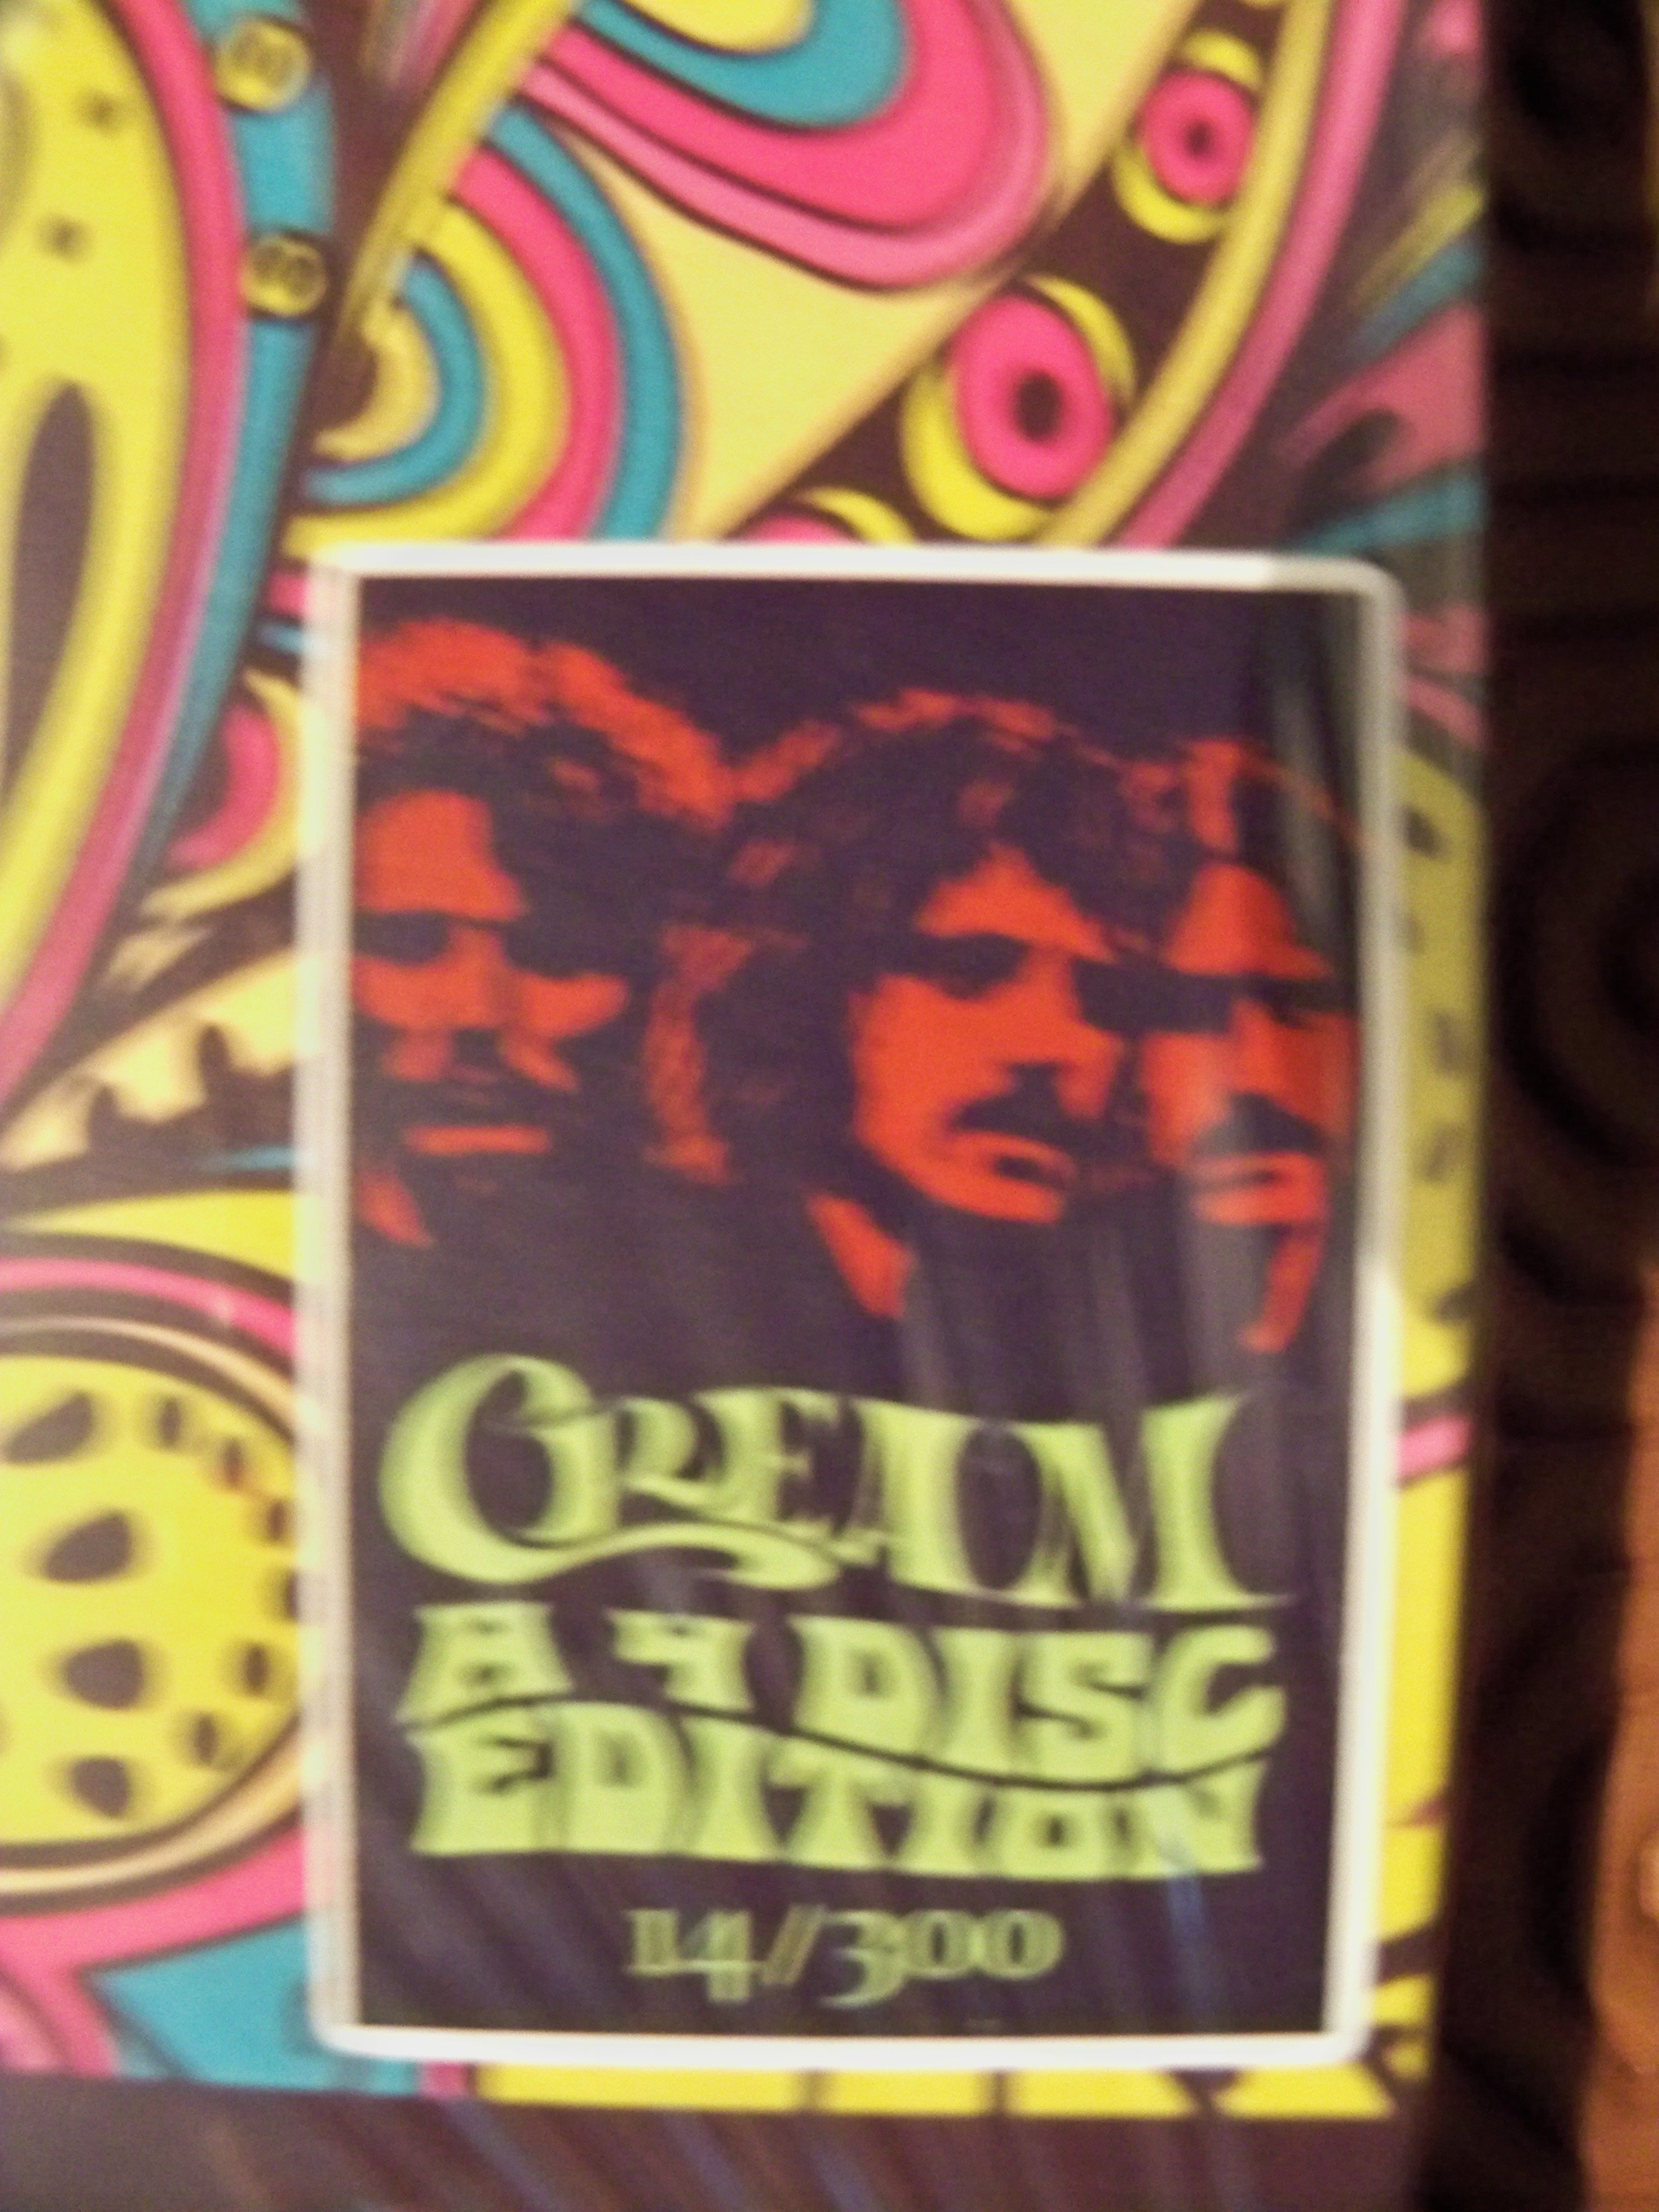 CREAM
A 4 DISC
EDITION
14/300